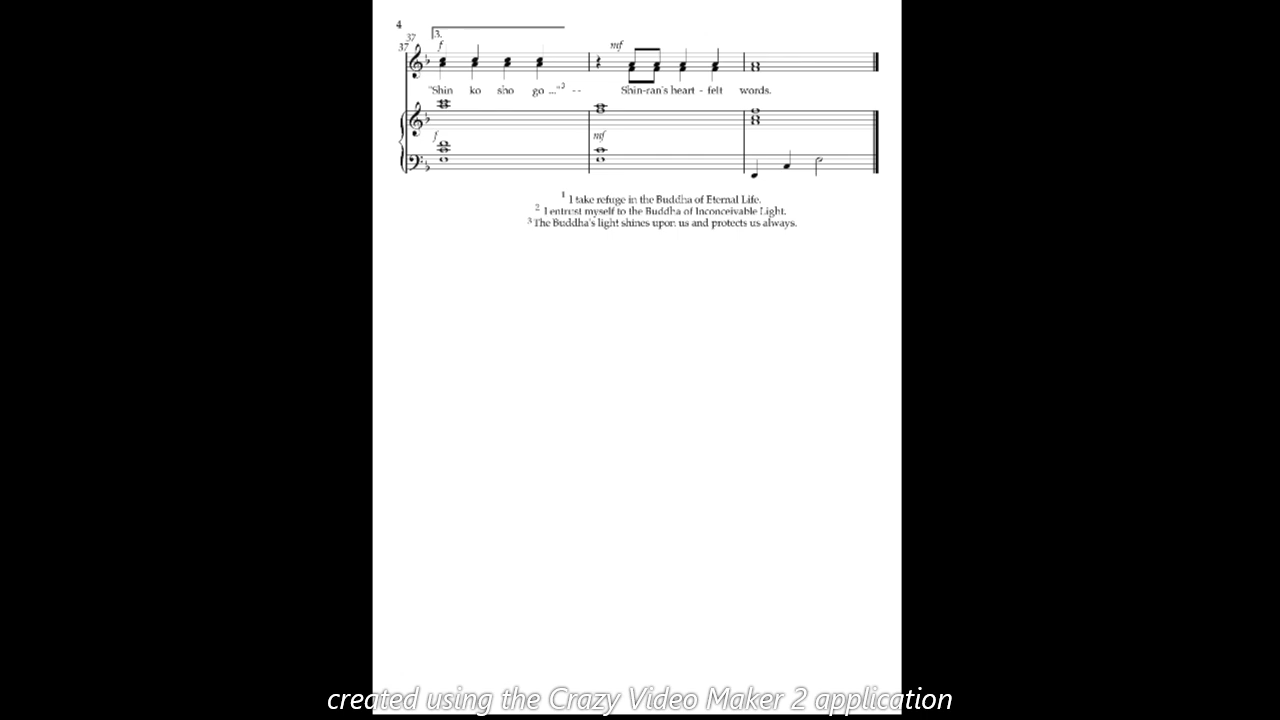 4
37
37
3.
f
mf
"Shin ko sho go ..."² -- Shin-ran's heart - felt words.
f
mf
¹ I take refuge in the Buddha of Eternal Life.
² I entrust myself to the Buddha of Inconceivable Light.
³ The Buddha's light shines upon us and protects us always.
created using the Crazy Video Maker 2 application